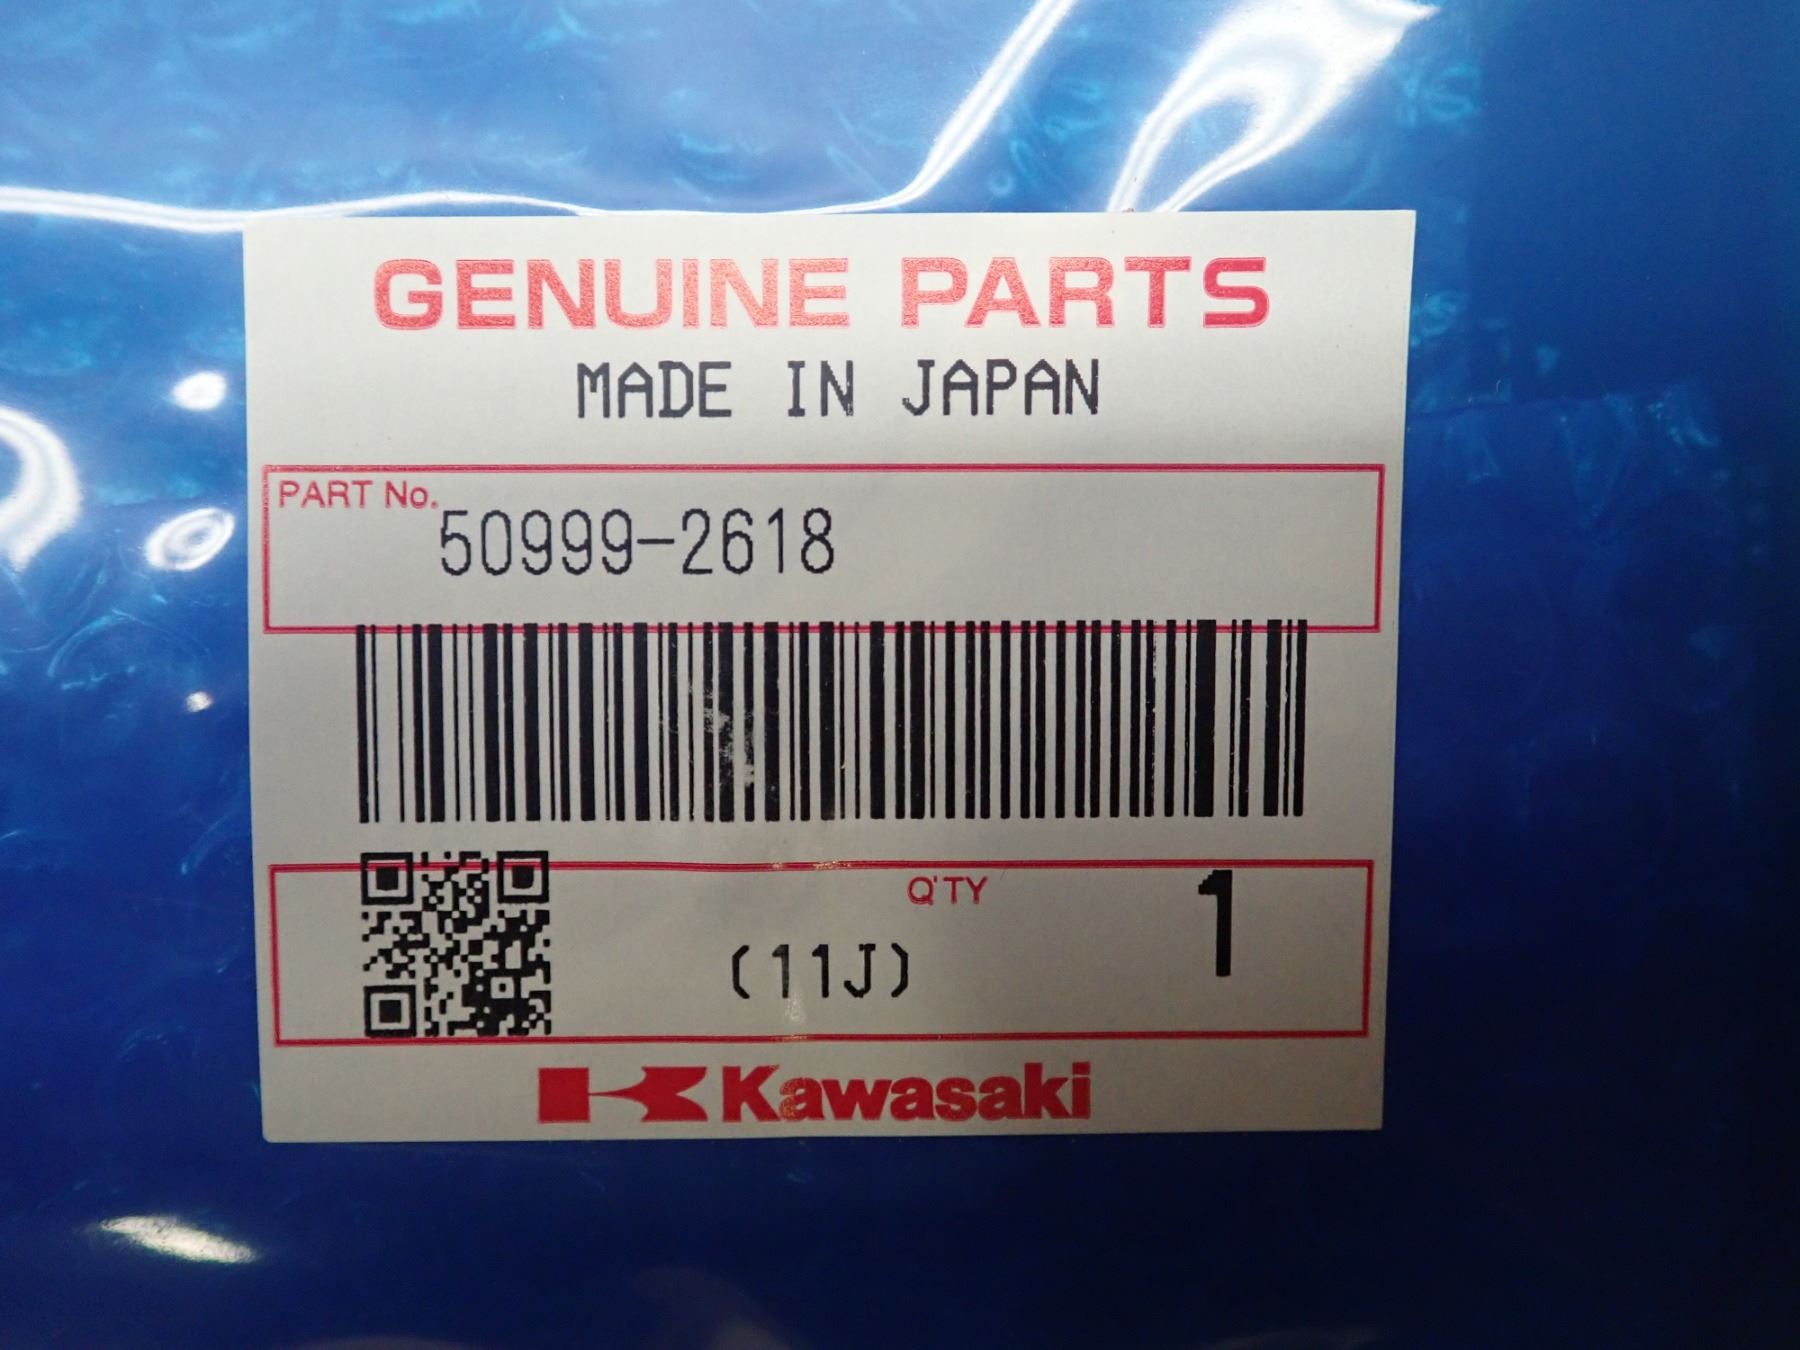 GENUINE PARTS
MADE IN JAPAN
PART No.
50999-2618
Q'TY
1
(11J)
Kawasaki